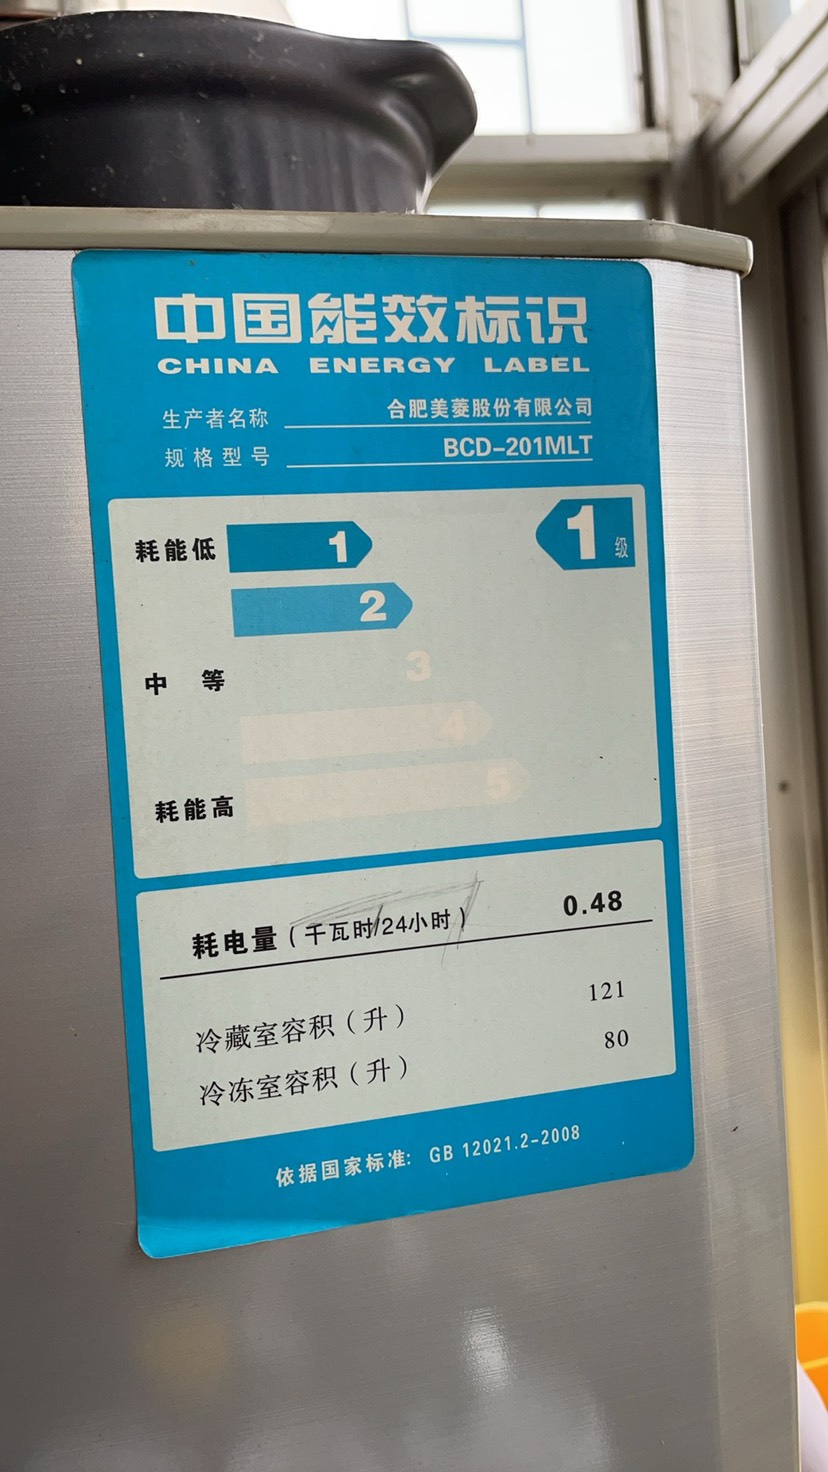 中国能效标识
CHINA ENERGY LABEL
生产者名称 合肥美菱股份有限公司
规格型号 BCD-201MLT
耗能低 1 1级
2
中 等 3
4
耗能高 5
耗电量(千瓦时/24小时) 0.48
冷藏室容积(升) 121
冷冻室容积(升) 80
依据国家标准: GB 12021.2-2008